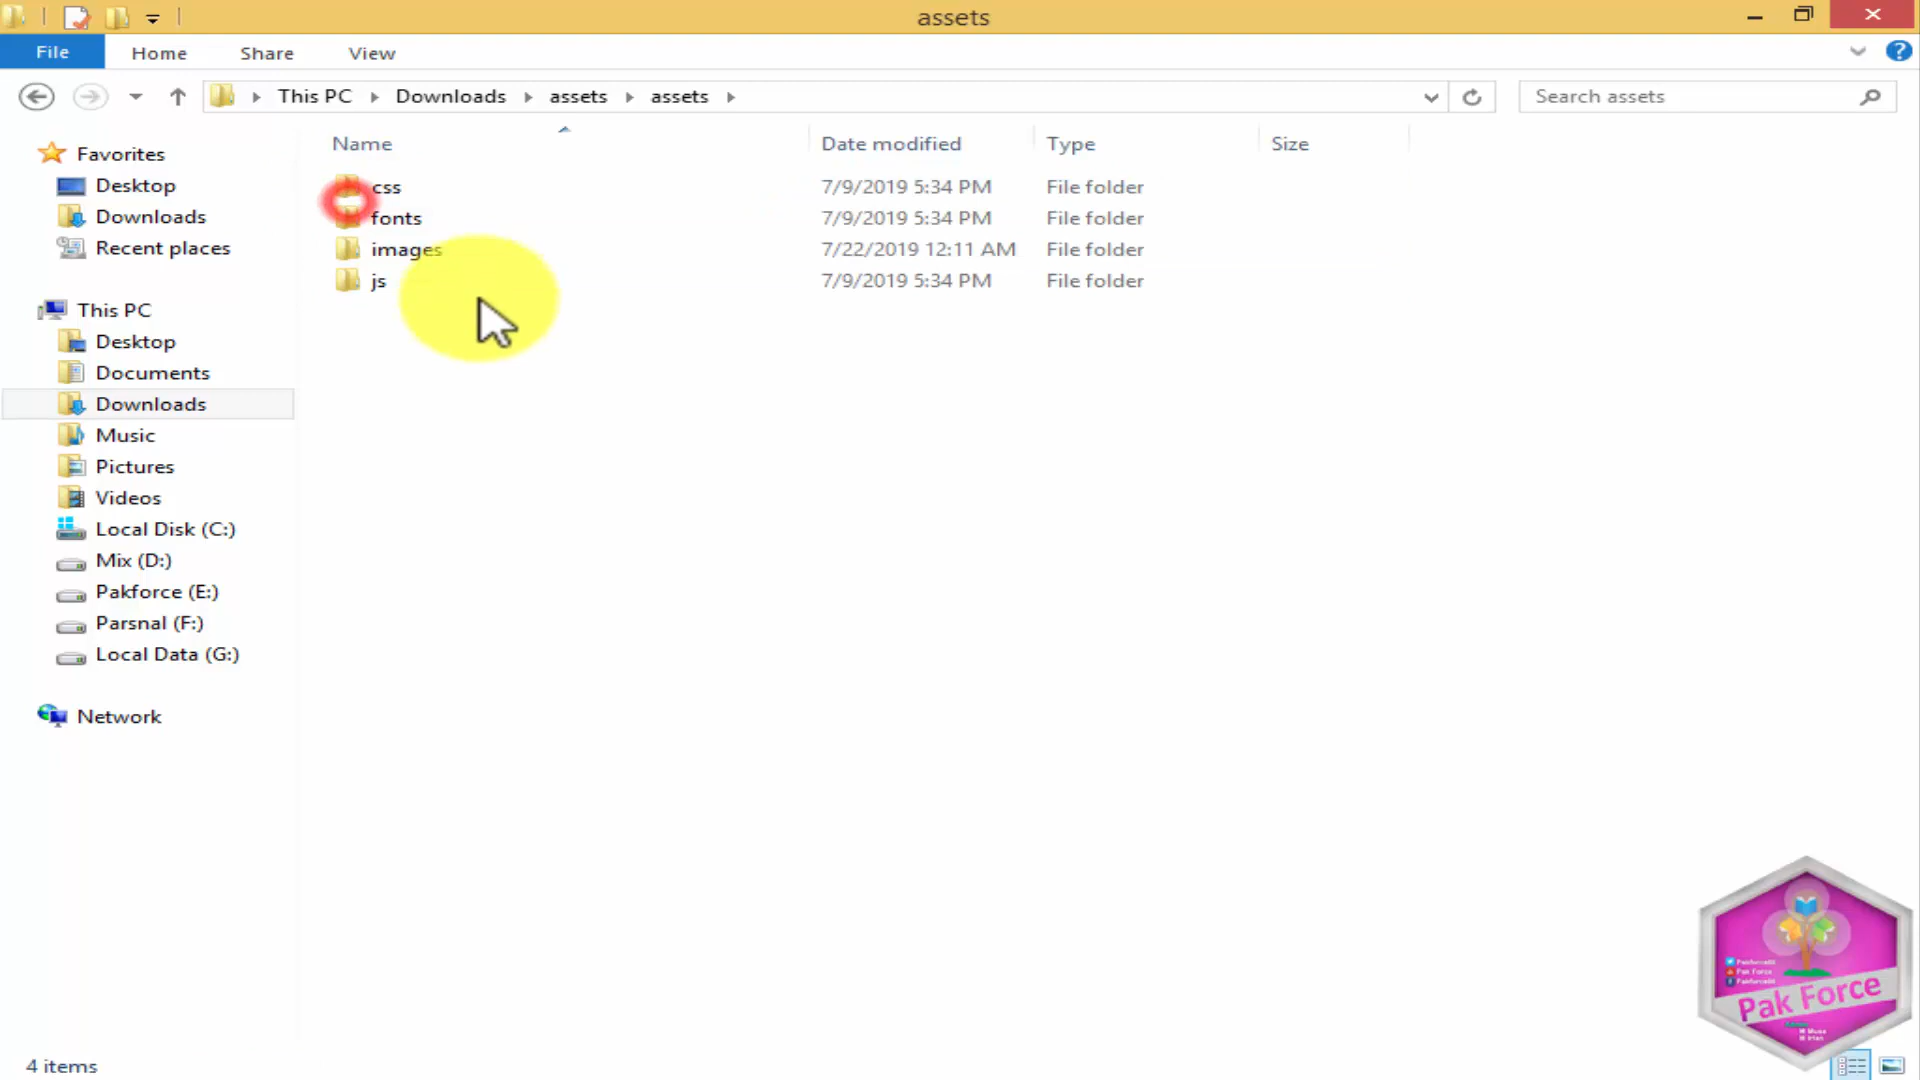 assets
File Home Share View
This PC Downloads assets assets
Search assets
Name Date modified Type Size
css 7/9/2019 5:34 PM File folder
fonts 7/9/2019 5:34 PM File folder
images 7/22/2019 12:11 AM File folder
js 7/9/2019 5:34 PM File folder
Favorites
Desktop
Downloads
Recent places
This PC
Desktop
Documents
Downloads
Music
Pictures
Videos
Local Disk (C:)
Mix (D:)
Pakforce (E:)
Parsnal (F:)
Local Data (G:)
Network
4 items
Pak Force
Pak Force